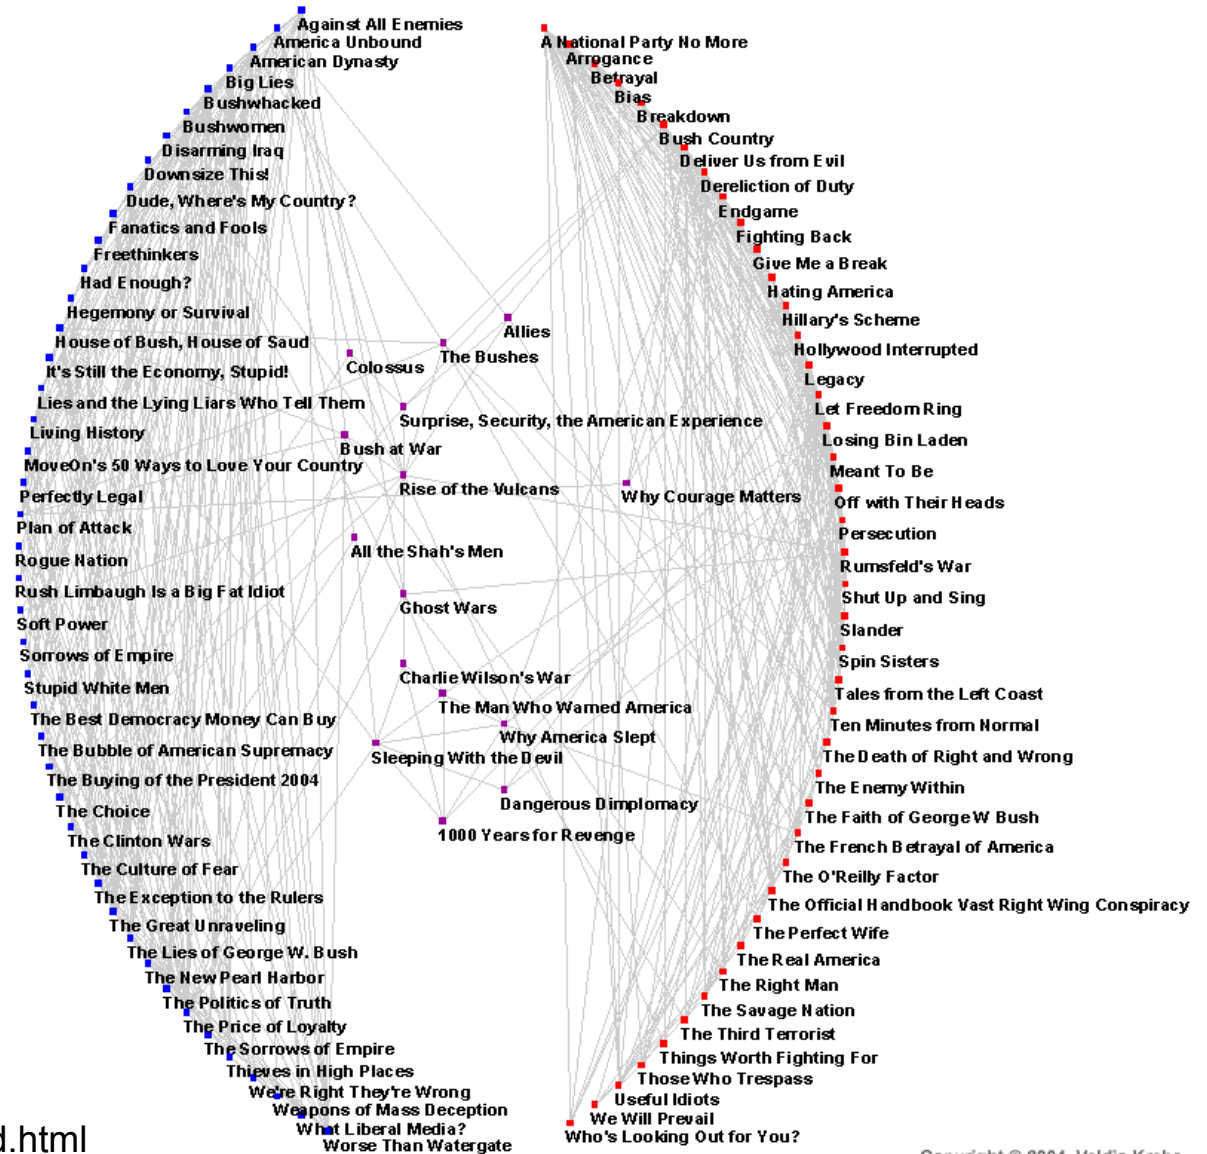 Against All Enemies
America Unbound
American Dynasty
Big Lies
Bushwhacked
Bushwomen
Disarming Iraq
Downsize This!
Dude, Where's My Country?
Fanatics and Fools
Freethinkers
Had Enough?
Hegemony or Survival
House of Bush, House of Saud
It's Still the Economy, Stupid!
Lies and the Lying Liars Who Tell Them
Living History
MoveOn's 50 Ways to Love Your Country
Perfectly Legal
Plan of Attack
Rogue Nation
Rush Limbaugh Is a Big Fat Idiot
Soft Power
Sorrows of Empire
Stupid White Men
The Best Democracy Money Can Buy
The Bubble of American Supremacy
The Buying of the President 2004
The Choice
The Clinton Wars
The Culture of Fear
The Exception to the Rulers
The Great Unraveling
The Lies of George W. Bush
The New Pearl Harbor
The Politics of Truth
The Price of Loyalty
The Sorrows of Empire
Thieves in High Places
We're Right They're Wrong
Weapons of Mass Deception
What Liberal Media?
Worse Than Watergate
Allies
The Bushes
Colossus
Surprise, Security, the American Experience
Bush at War
Rise of the Vulcans
Why Courage Matters
All the Shah's Men
Ghost Wars
Charlie Wilson's War
The Man Who Warned America
Why America Slept
Sleeping With the Devil
Dangerous Dimplomacy
1000 Years for Revenge
A National Party No More
Arrogance
Betrayal
Bias
Breakdown
Bush Country
Deliver Us from Evil
Dereliction of Duty
Endgame
Fighting Back
Give Me a Break
Hating America
Hillary's Scheme
Hollywood Interrupted
Legacy
Let Freedom Ring
Losing Bin Laden
Meant To Be
Off with Their Heads
Persecution
Rumsfeld's War
Shut Up and Sing
Slander
Spin Sisters
Tales from the Left Coast
Ten Minutes from Normal
The Death of Right and Wrong
The Enemy Within
The Faith of George W Bush
The French Betrayal of America
The O'Reilly Factor
The Official Handbook Vast Right Wing Conspiracy
The Perfect Wife
The Real America
The Right Man
The Savage Nation
The Third Terrorist
Things Worth Fighting For
Those Who Trespass
Useful Idiots
We Will Prevail
Who's Looking Out for You?
d.html